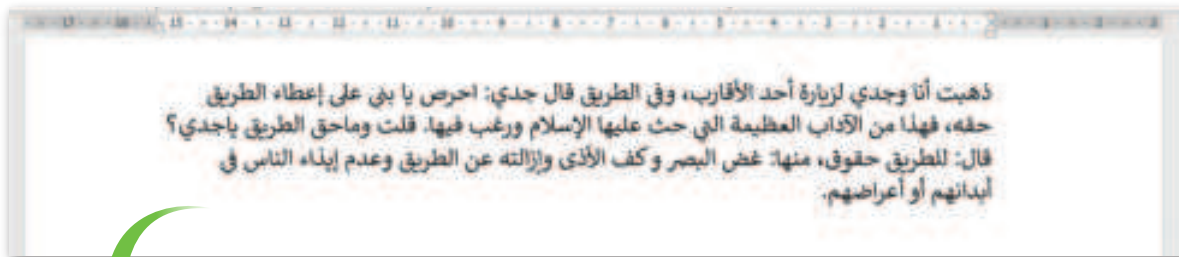 ذهبت أنا وجدي لزيارة أحد الأقارب، وفي الطريق قال جدي: احرص يا بني على إعطاء الطريق
حقه، فهذا من الآداب العظيمة التي حث عليها الإسلام ورغب فيها. قلت وماحق الطريق ياجدي؟
قال: للطريق حقوق، منها: غض البصر و كف الأذى وإزالته عن الطريق وعدم إيذاء الناس في
أبدانهم أو أعراضهم.